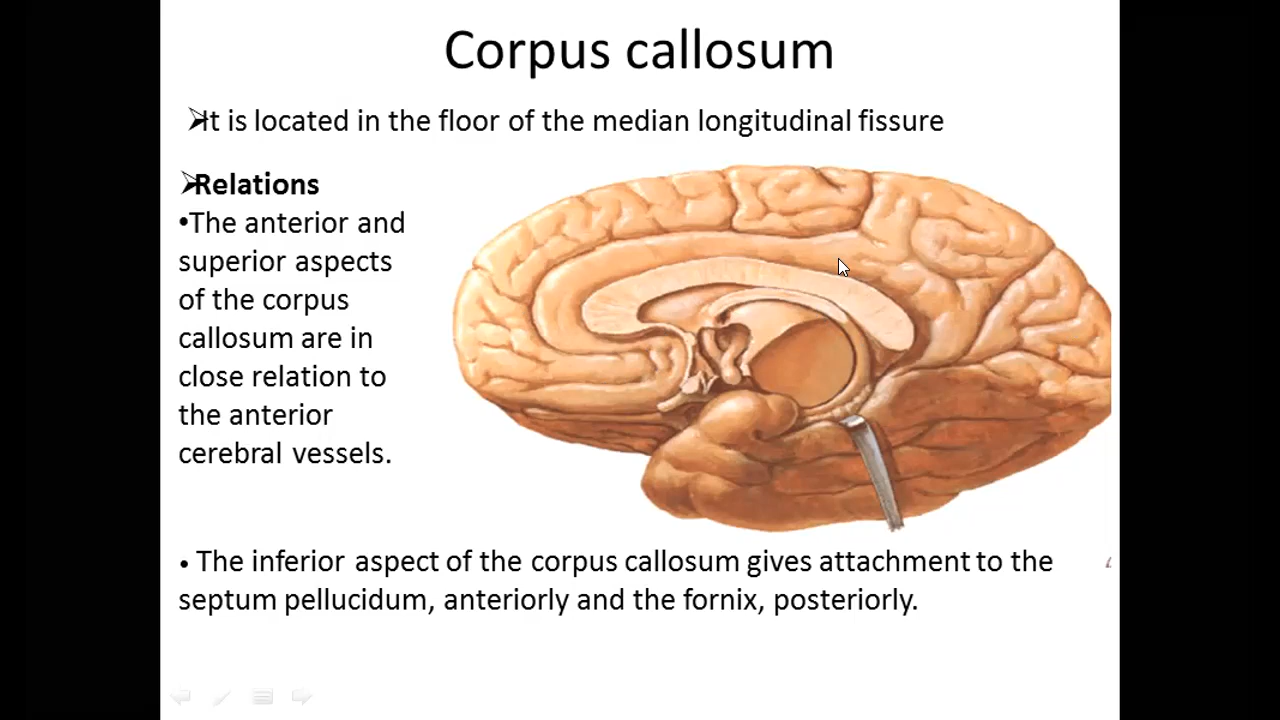 Corpus callosum
➢It is located in the floor of the median longitudinal fissure
➢Relations
•The anterior and
superior aspects
of the corpus
callosum are in
close relation to
the anterior
cerebral vessels.
• The inferior aspect of the corpus callosum gives attachment to the
septum pellucidum, anteriorly and the fornix, posteriorly.